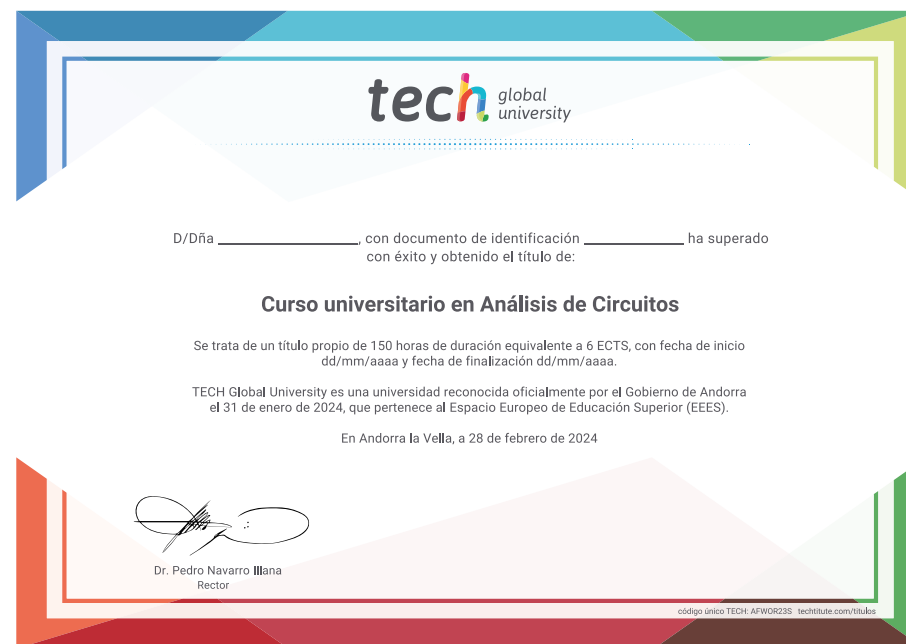 tech global university
D/Dña ____________________, con documento de identificación ______________ ha superado
con éxito y obtenido el título de:
Curso universitario en Análisis de Circuitos
Se trata de un título propio de 150 horas de duración equivalente a 6 ECTS, con fecha de inicio
dd/mm/aaaa y fecha de finalización dd/mm/aaaa.
TECH Global University es una universidad reconocida oficialmente por el Gobierno de Andorra
el 31 de enero de 2024, que pertenece al Espacio Europeo de Educación Superior (EEES).
En Andorra la Vella, a 28 de febrero de 2024
Dr. Pedro Navarro Illana
Rector
código único TECH: AFWOR23S techtitute.com/titulos